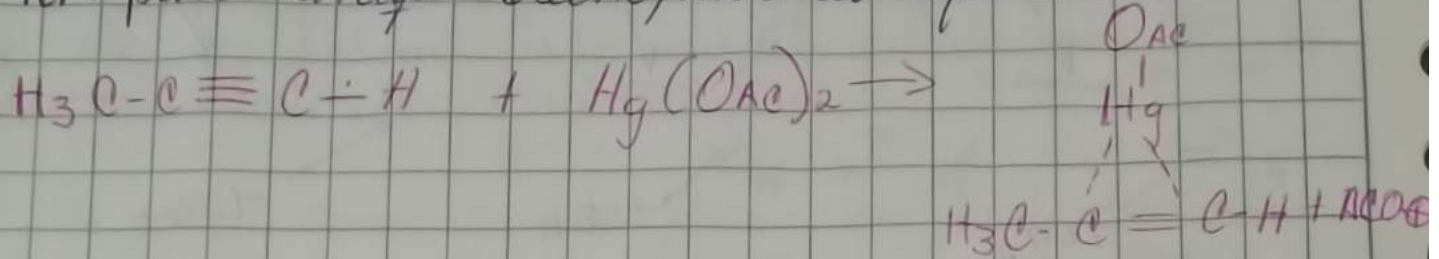 OAc
|
H₃C-C≡C-H + Hg(OAc)₂ → Hg
H₃C-C=C-H + AcO⊖